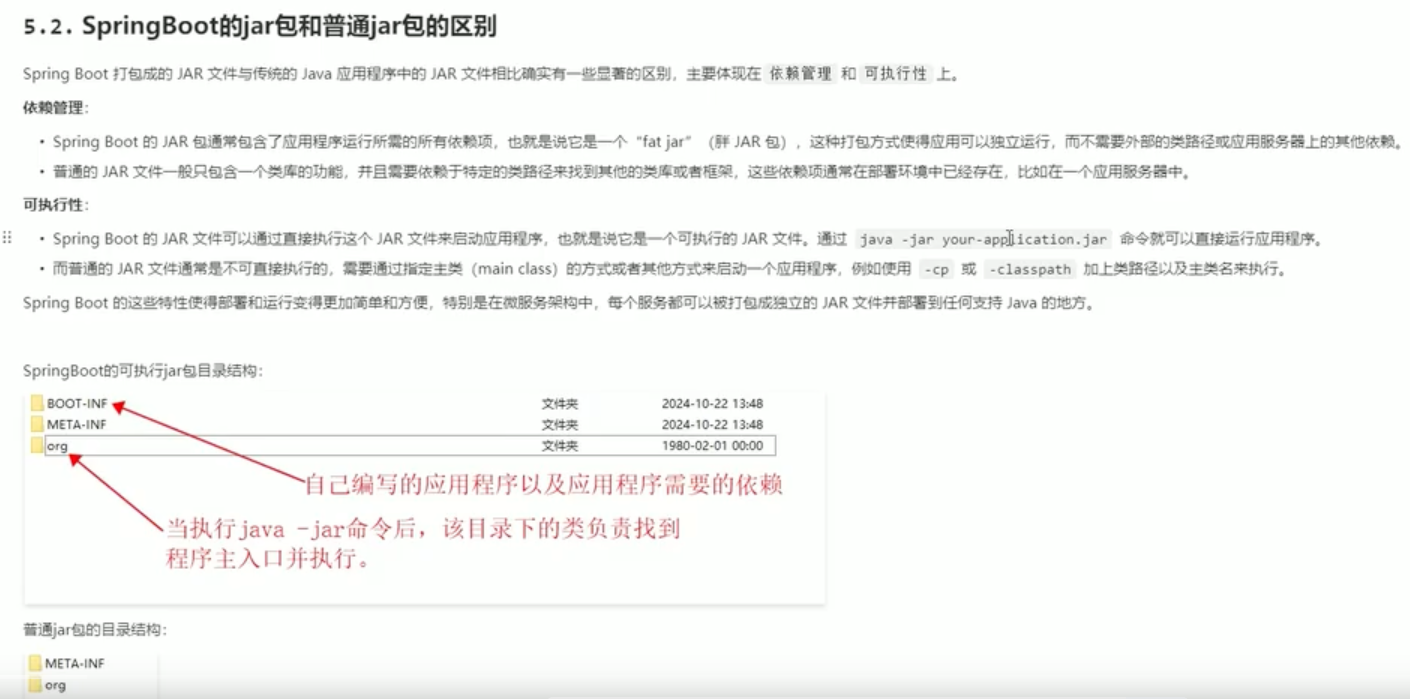 5.2. SpringBoot的jar包和普通jar包的区别
Spring Boot 打包成的 JAR 文件与传统的 Java 应用程序中的 JAR 文件相比确实有一些显著的区别，主要体现在 依赖管理 和 可执行性 上。
依赖管理：
• Spring Boot 的 JAR 包通常包含了应用程序运行所需的所有依赖项，也就是说它是一个“fat jar”（胖 JAR 包），这种打包方式使得应用可以独立运行，而不需要外部的类路径或应用服务器上的其他依赖。
• 普通的 JAR 文件一般只包含一个类库的功能，并且需要依赖于特定的类路径来找到其他的类库或者框架，这些依赖项通常在部署环境中已经存在，比如在一个应用服务器中。
可执行性：
• Spring Boot 的 JAR 文件可以通过直接执行这个 JAR 文件来启动应用程序，也就是说它是一个可执行的 JAR 文件。通过 java -jar your-application.jar 命令就可以直接运行应用程序。
• 而普通的 JAR 文件通常是不可直接执行的，需要通过指定主类（main class）的方式或者其他方式来启动一个应用程序，例如使用 -cp 或 -classpath 加上类路径以及主类名来执行。
Spring Boot 的这些特性使得部署和运行变得更加简单和方便，特别是在微服务架构中，每个服务都可以被打包成独立的 JAR 文件并部署到任何支持 Java 的地方。
SpringBoot的可执行jar包目录结构：
BOOT-INF 文件夹 2024-10-22 13:48
META-INF 文件夹 2024-10-22 13:48
org 文件夹 1980-02-01 00:00
自己编写的应用程序以及应用程序需要的依赖
当执行java -jar命令后，该目录下的类负责找到
程序主入口并执行。
普通jar包的目录结构：
META-INF
org